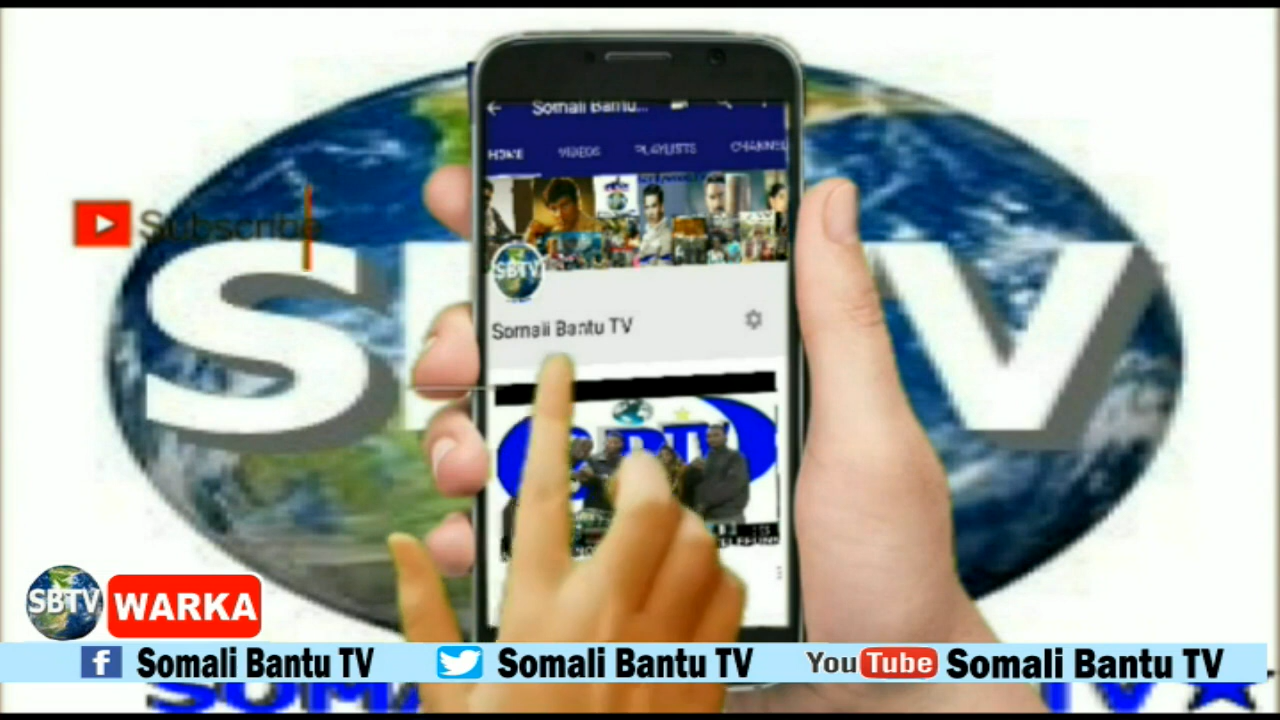 Somali Bantu...
HOME VIDEOS PLAYLISTS CHANNEL
Subscribe
SBTV
Somali Bantu TV
SBTV WARKA
Somali Bantu TV Somali Bantu TV YouTube Somali Bantu TV